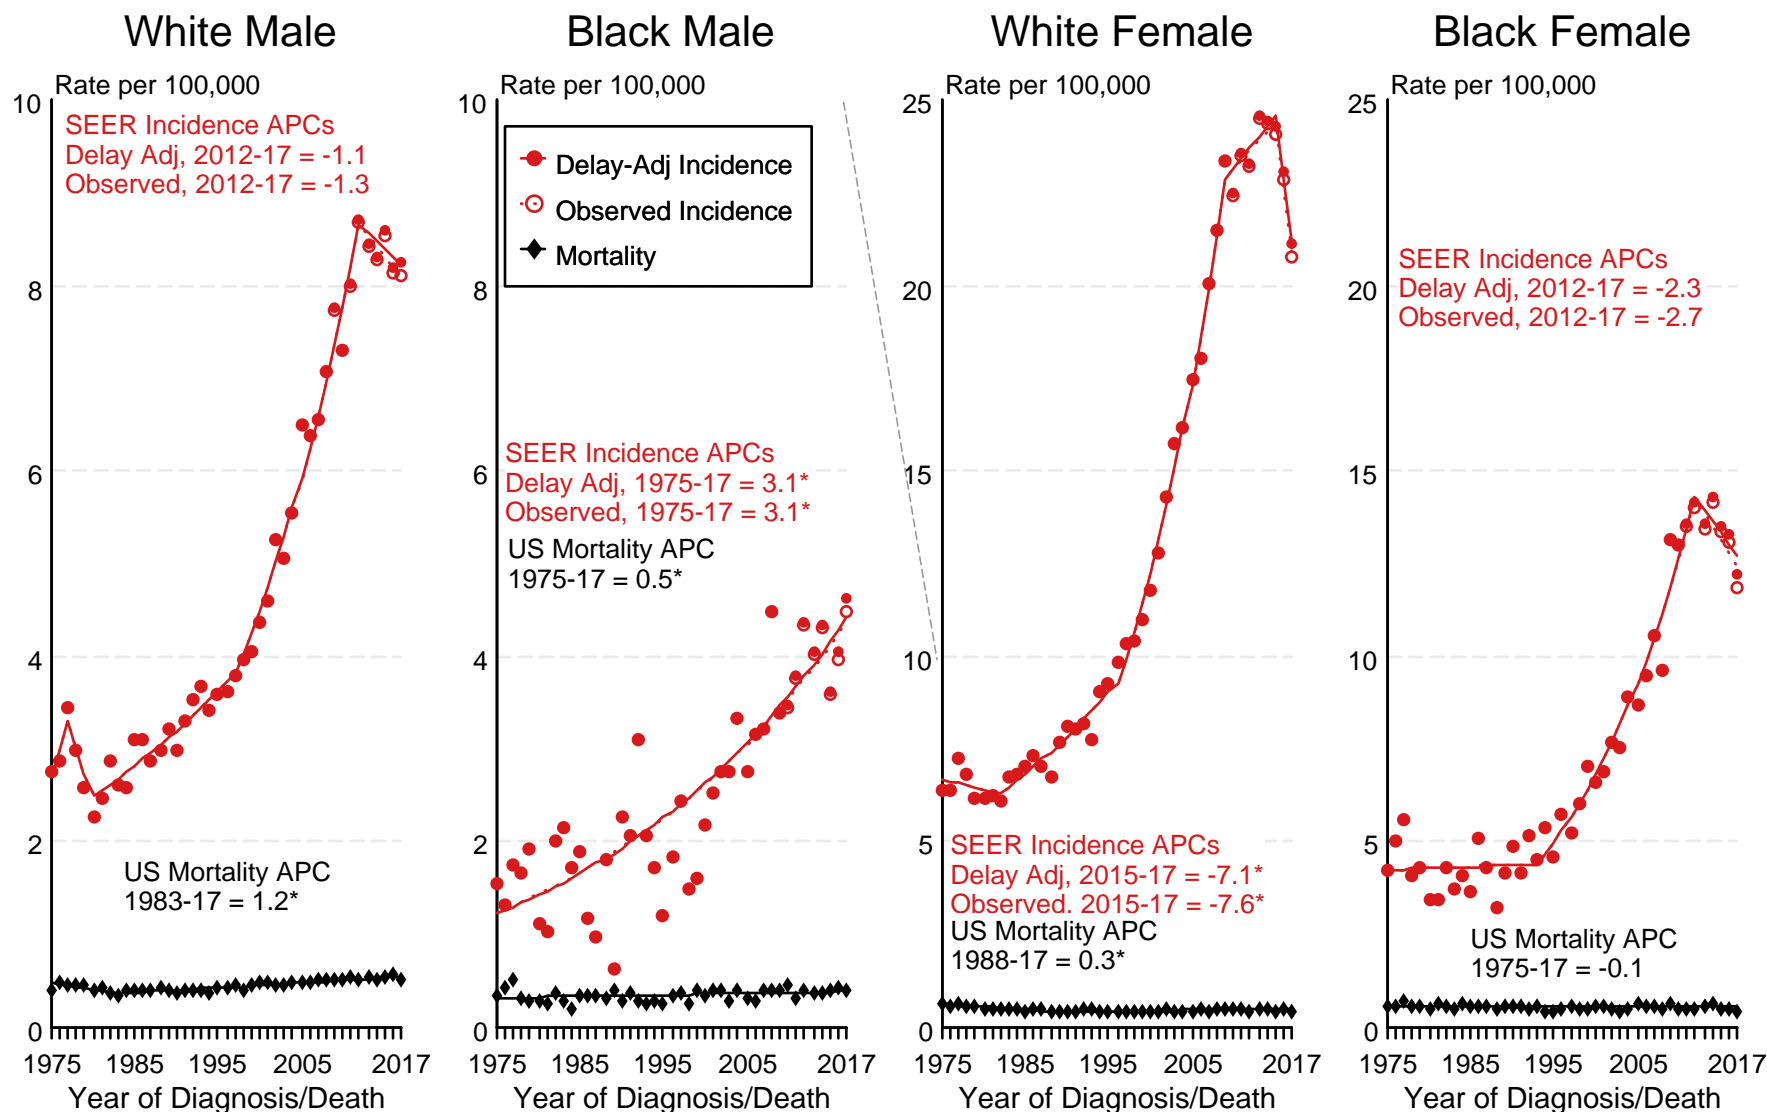 White Male
Rate per 100,000
10
8
6
4
2
0
SEER Incidence APCs
Delay Adj, 2012-17 = -1.1
Observed, 2012-17 = -1.3
US Mortality APC
1983-17 = 1.2*
1975 1985 1995 2005 2017
Year of Diagnosis/Death
Black Male
Rate per 100,000
10
8
6
4
2
0
Delay-Adj Incidence
Observed Incidence
Mortality
SEER Incidence APCs
Delay Adj, 1975-17 = 3.1*
Observed, 1975-17 = 3.1*
US Mortality APC
1975-17 = 0.5*
1975 1985 1995 2005 2017
Year of Diagnosis/Death
White Female
Rate per 100,000
25
20
15
10
5
0
SEER Incidence APCs
Delay Adj, 2015-17 = -7.1*
Observed. 2015-17 = -7.6*
US Mortality APC
1988-17 = 0.3*
1975 1985 1995 2005 2017
Year of Diagnosis/Death
Black Female
Rate per 100,000
25
20
15
10
5
0
SEER Incidence APCs
Delay Adj, 2012-17 = -2.3
Observed, 2012-17 = -2.7
US Mortality APC
1975-17 = -0.1
1975 1985 1995 2005 2017
Year of Diagnosis/Death